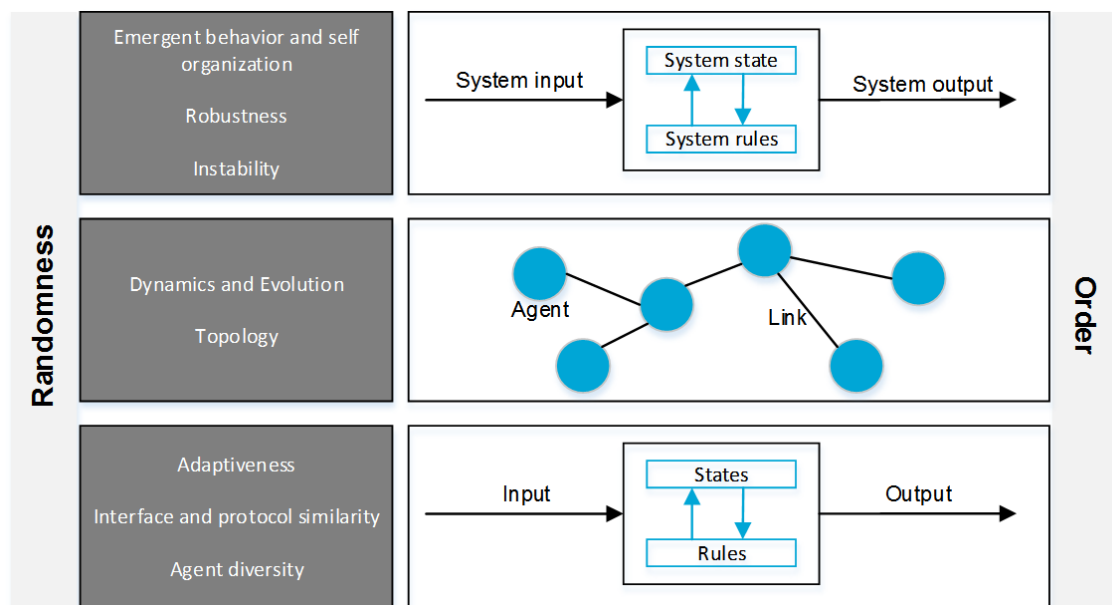 Randomness
Emergent behavior and self
organization
Robustness
Instability
System input
System state
System rules
System output
Dynamics and Evolution
Topology
Agent
Link
Adaptiveness
Interface and protocol similarity
Agent diversity
Input
States
Rules
Output
Order